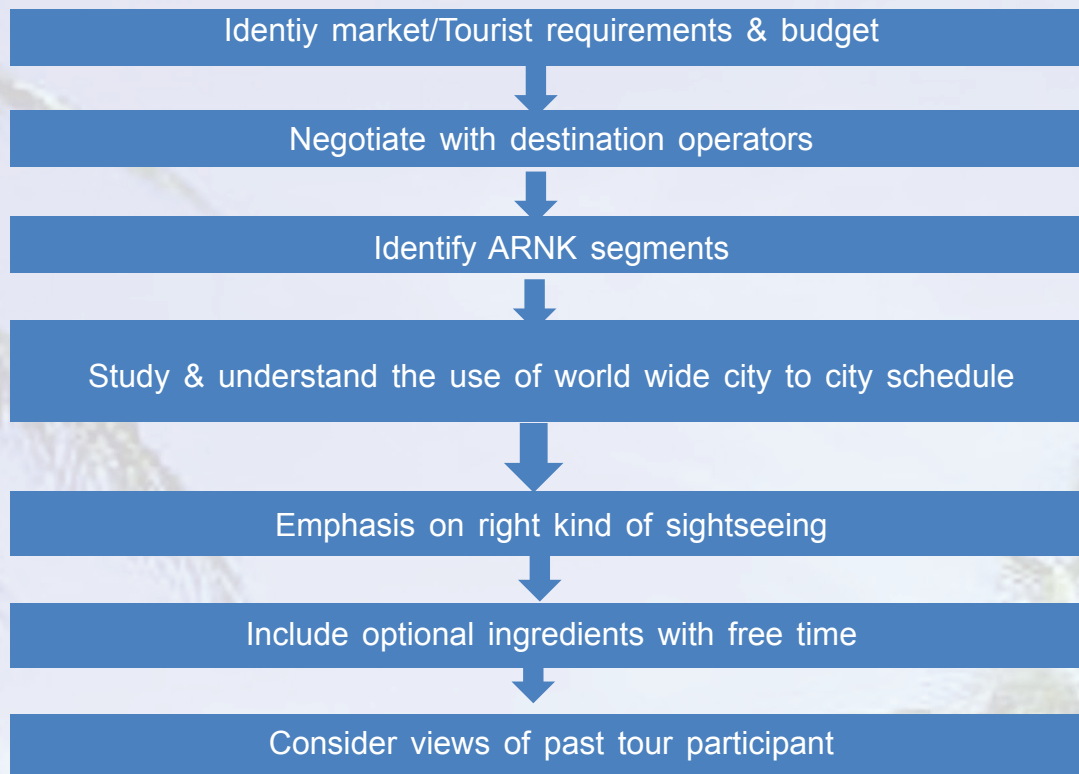 Identiy market/Tourist requirements & budget
Negotiate with destination operators
Identify ARNK segments
Study & understand the use of world wide city to city schedule
Emphasis on right kind of sightseeing
Include optional ingredients with free time
Consider views of past tour participant